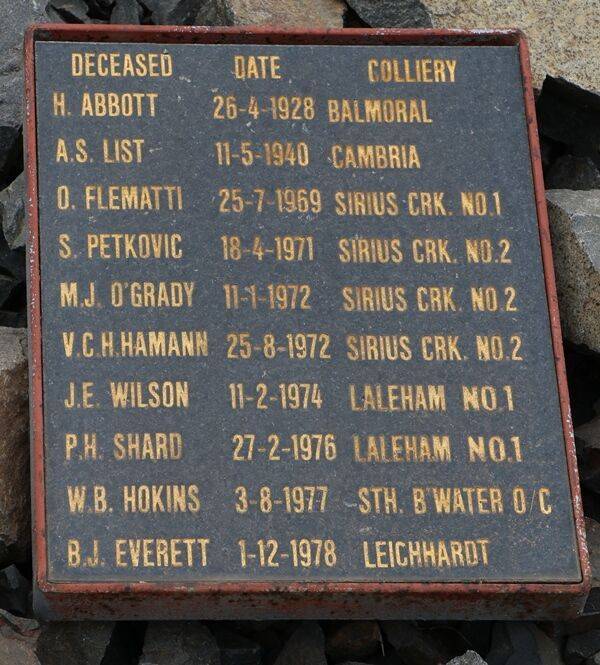 DECEASED DATE COLLIERY
H. ABBOTT 26-4-1928 BALMORAL
A.S. LIST 11-5-1940 CAMBRIA
O. FLEMATTI 25-7-1969 SIRIUS CRK. NO.1
S. PETKOVIC 18-4-1971 SIRIUS CRK. NO.2
M.J. O'GRADY 11-1-1972 SIRIUS CRK. NO.2
V.C.H.HAMANN 25-8-1972 SIRIUS CRK. NO.2
J.E. WILSON 11-2-1974 LALEHAM NO.1
P.H. SHARD 27-2-1976 LALEHAM NO.1
W.B. HOKINS 3-8-1977 STH. B'WATER O/C
B.J. EVERETT 1-12-1978 LEICHHARDT